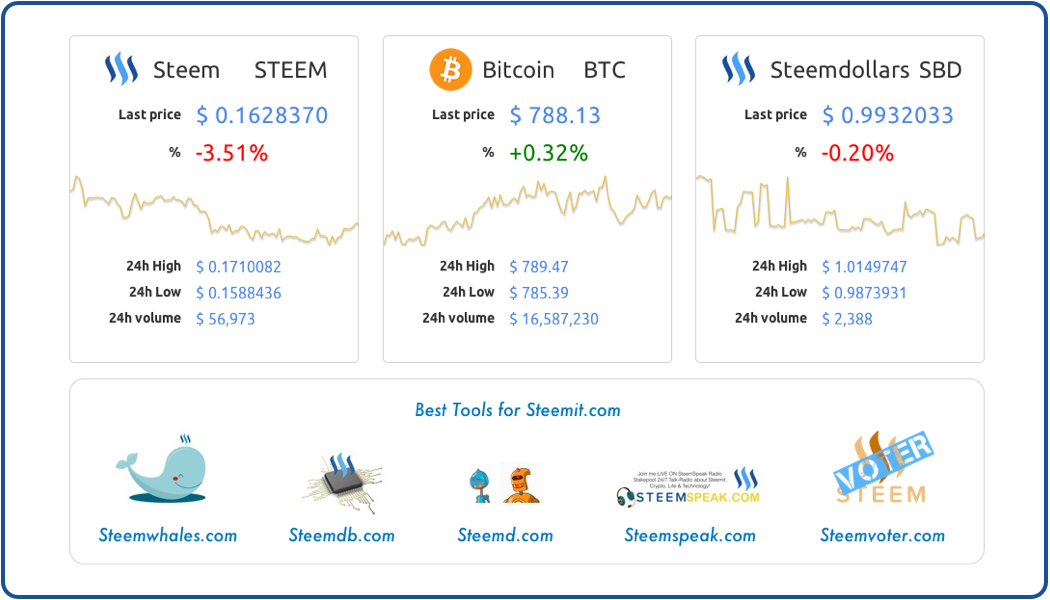 Steem STEEM
Last price $ 0.1628370
% -3.51%
24h High $ 0.1710082
24h Low $ 0.1588436
24h volume $ 56,973
Bitcoin BTC
Last price $ 788.13
% +0.32%
24h High $ 789.47
24h Low $ 785.39
24h volume $ 16,587,230
Steemdollars SBD
Last price $ 0.9932033
% -0.20%
24h High $ 1.0149747
24h Low $ 0.9873931
24h volume $ 2,388
Best Tools for Steemit.com
Join me LIVE ON SteemSpeak Radio
Stakepool 24/7 Talk-Radio about Steemit,
Crypto, Life & Technology!
STEEMSPEAK.COM
VOTER
STEEM
Steemwhales.com
Steemdb.com
Steemd.com
Steemspeak.com
Steemvoter.com